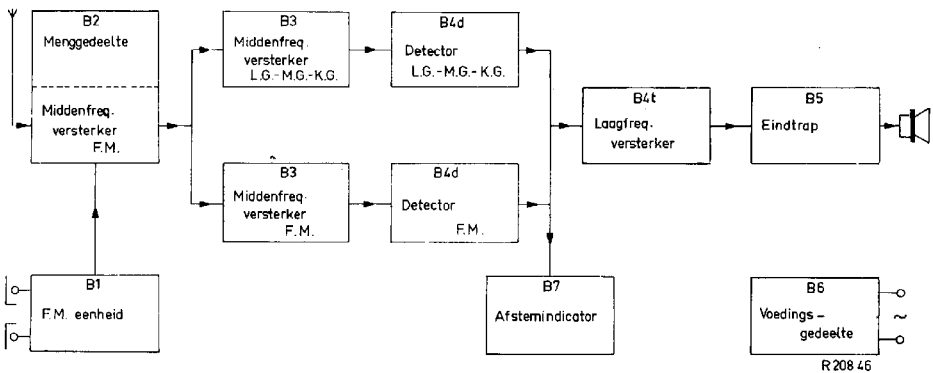 B2
Menggedeelte
Middenfreq.
versterker
F.M.
B3
Middenfreq.
versterker
L.G.-M.G.-K.G.
B4d
Detector
L.G.-M.G.-K.G.
B3
Middenfreq.
versterker
F.M.
B4d
Detector
F.M.
B4t
Laagfreq.
versterker
B5
Eindtrap
B1
F.M. eenheid
B7
Afstemindicator
B6
Voedings-
gedeelte
~
R 208 46